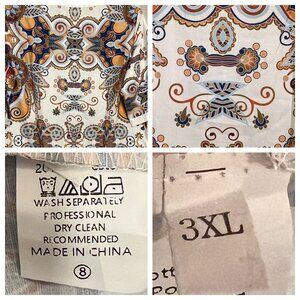 WASH SEPARATELY
PROFESSIONAL
DRY CLEAN
RECOMMENDED
MADE IN CHINA
8
3XL